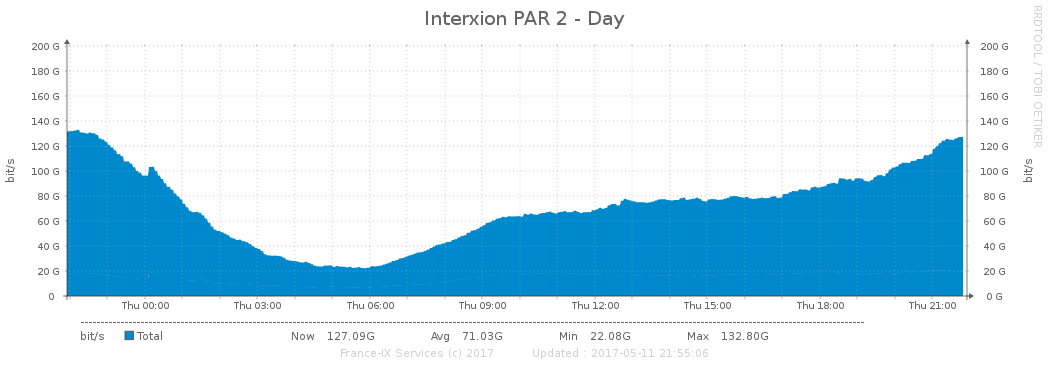 Interxion PAR 2 - Day
RRDTOOL / TOBI OETIKER
bit/s
200 G 200 G
180 G 180 G
160 G 160 G
140 G 140 G
120 G 120 G
100 G 100 G
80 G 80 G
60 G 60 G
40 G 40 G
20 G 20 G
0 0 G
bit/s
Thu 00:00 Thu 03:00 Thu 06:00 Thu 09:00 Thu 12:00 Thu 15:00 Thu 18:00 Thu 21:00
bit/s Total Now 127.09G Avg 71.03G Min 22.08G Max 132.80G
France-IX Services (c) 2017 Updated : 2017-05-11 21:55:06